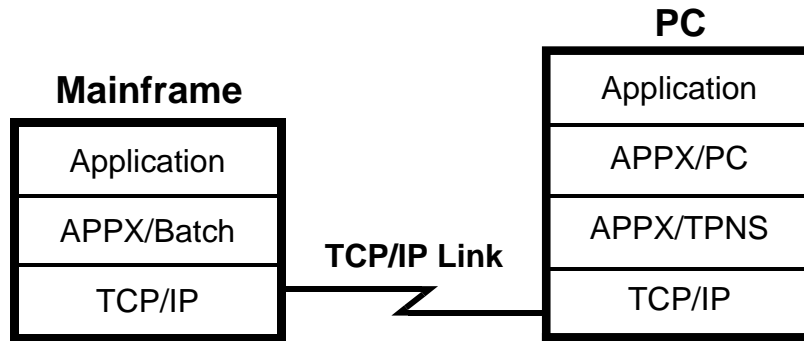 PC
Mainframe
Application
APPX/Batch
TCP/IP
TCP/IP Link
Application
APPX/PC
APPX/TPNS
TCP/IP